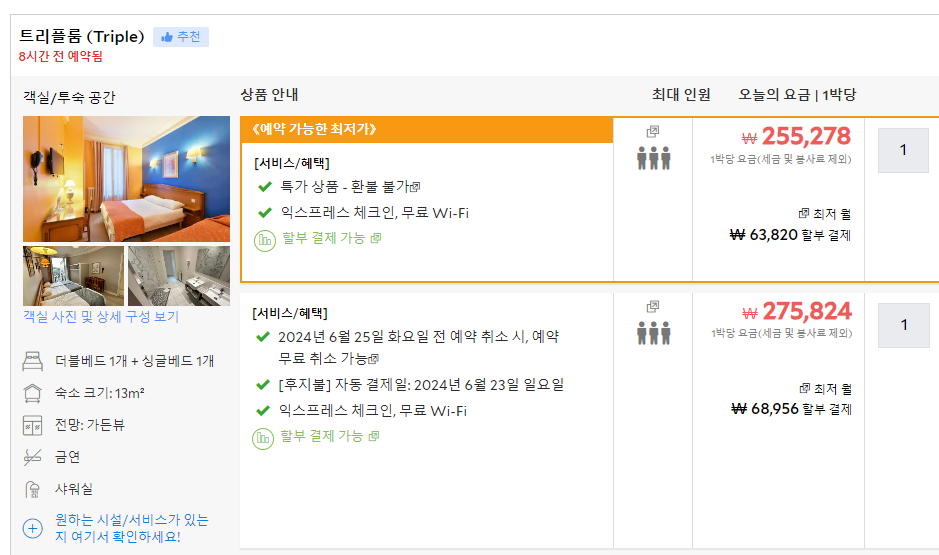 트리플룸 (Triple) 추천
8시간 전 예약됨
객실/투숙 공간
상품 안내
최대 인원
오늘의 요금 | 1박당
객실 사진 및 상세 구성 보기
더블베드 1개 + 싱글베드 1개
숙소 크기: 13m²
전망: 가든뷰
금연
샤워실
원하는 시설/서비스가 있는
지 여기서 확인하세요!
《예약 가능한 최저가》
[서비스/혜택]
특가 상품 - 환불 불가
익스프레스 체크인, 무료 Wi-Fi
할부 결제 가능
₩ 255,278
1박당 요금(세금 및 봉사료 제외)
최저 월
₩ 63,820 할부 결제
1
[서비스/혜택]
2024년 6월 25일 화요일 전 예약 취소 시, 예약
무료 취소 가능
[후지불] 자동 결제일: 2024년 6월 23일 일요일
익스프레스 체크인, 무료 Wi-Fi
할부 결제 가능
₩ 275,824
1박당 요금(세금 및 봉사료 제외)
최저 월
₩ 68,956 할부 결제
1